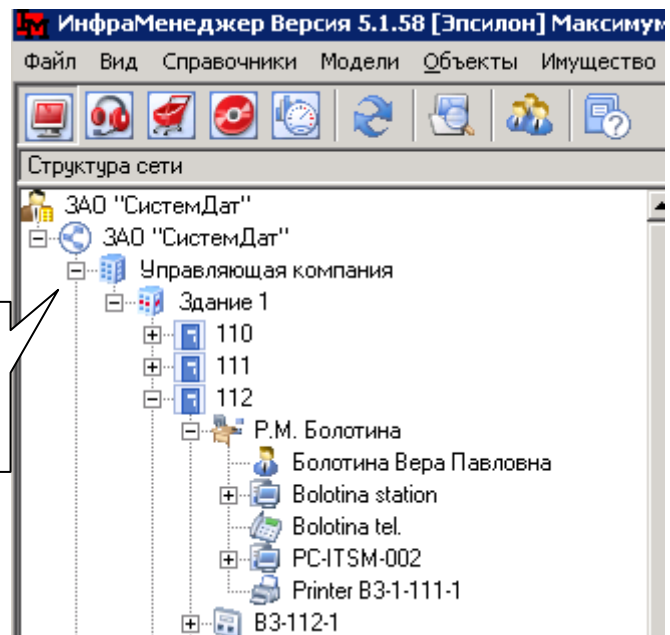 ИнфраМенеджер Версия 5.1.58 [Эпсилон] Максимум
Файл Вид Справочники Модели Объекты Имущество
Структура сети
ЗАО "СистемДат"
ЗАО "СистемДат"
Управляющая компания
Здание 1
110
111
112
Р.М. Болотина
Болотина Вера Павловна
Bolotina station
Bolotina tel.
PC-ITSM-002
Printer B3-1-111-1
B3-112-1